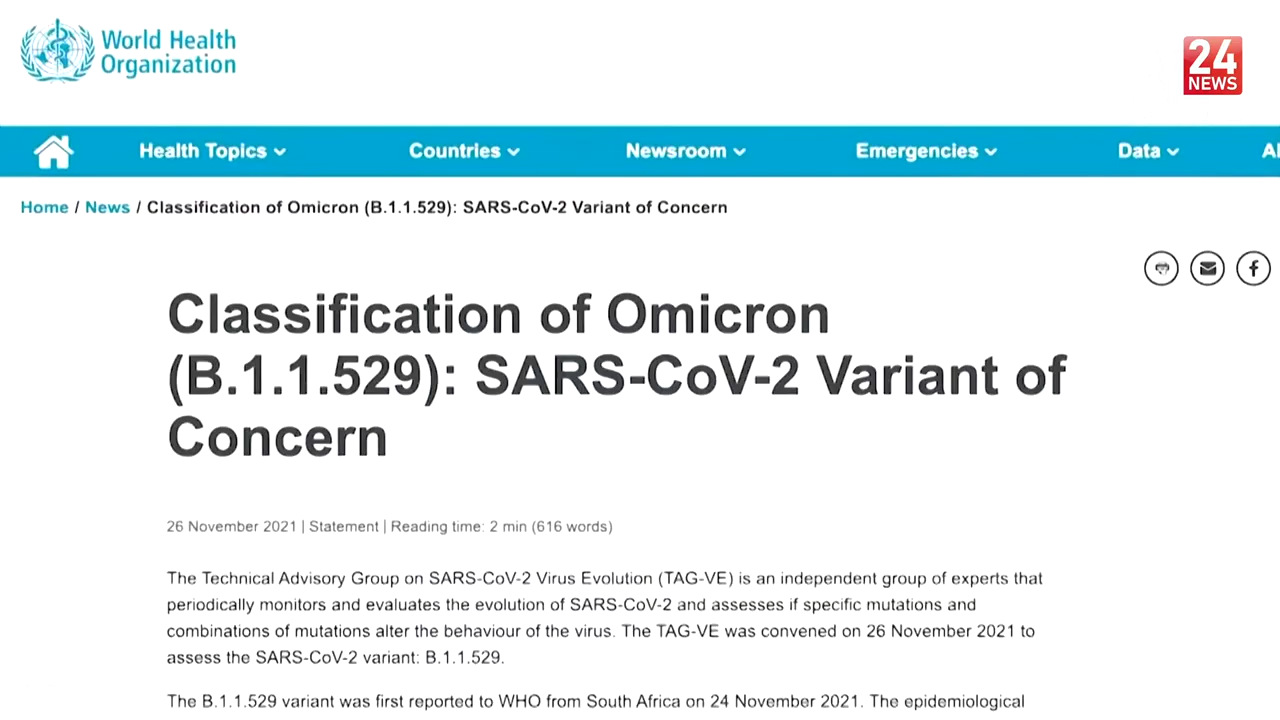 World Health
Organization
24
NEWS
Health Topics
Countries
Newsroom
Emergencies
Data
Home / News / Classification of Omicron (B.1.1.529): SARS-CoV-2 Variant of Concern
Classification of Omicron
(B.1.1.529): SARS-CoV-2 Variant of
Concern
26 November 2021 | Statement | Reading time: 2 min (616 words)
The Technical Advisory Group on SARS-CoV-2 Virus Evolution (TAG-VE) is an independent group of experts that
periodically monitors and evaluates the evolution of SARS-CoV-2 and assesses if specific mutations and
combinations of mutations alter the behaviour of the virus. The TAG-VE was convened on 26 November 2021 to
assess the SARS-CoV-2 variant: B.1.1.529.
The B.1.1.529 variant was first reported to WHO from South Africa on 24 November 2021. The epidemiological